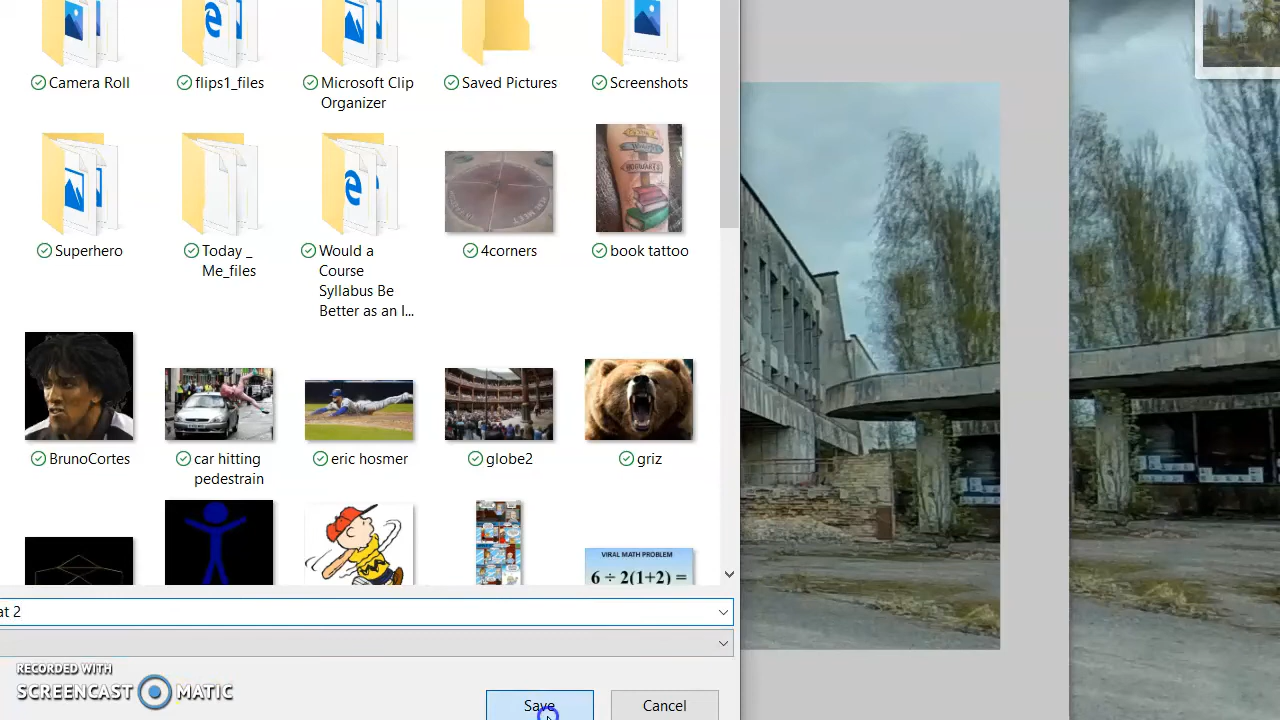 Camera Roll
flips1_files
Microsoft Clip
Organizer
Saved Pictures
Screenshots
Superhero
Today _
Me_files
Would a
Course
Syllabus Be
Better as an I...
4corners
book tattoo
BrunoCortes
car hitting
pedestrain
eric hosmer
globe2
griz
VIRAL MATH PROBLEM
6 ÷ 2(1+2) =
at 2
RECORDED WITH
SCREENCAST MATIC
Save
Cancel